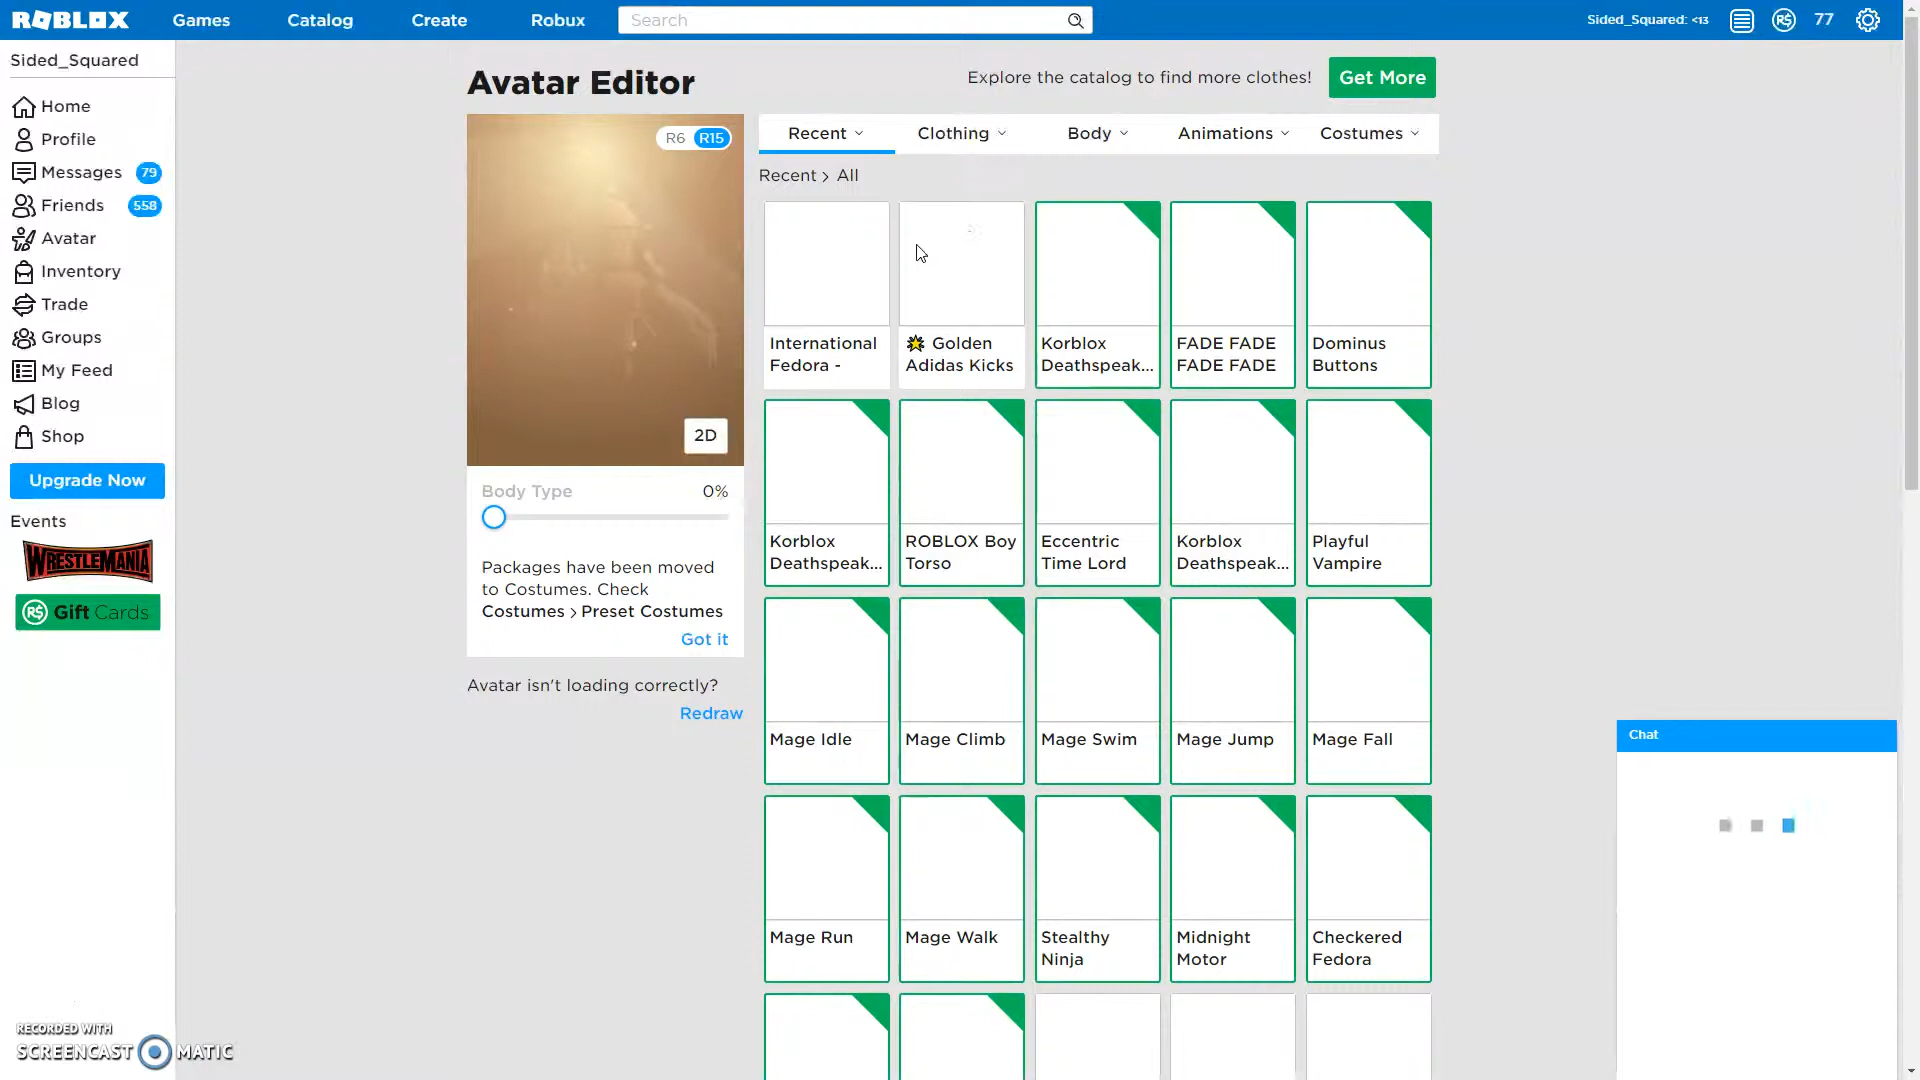 ROBLOX Games Catalog Create Robux Search Sided_Squared: <13 77
Sided_Squared
Home
Profile
Messages 79
Friends 558
Avatar
Inventory
Trade
Groups
My Feed
Blog
Shop
Upgrade Now
Events
WRESTLEMANIA
R$ Gift Cards
Avatar Editor
Explore the catalog to find more clothes! Get More
R6 R15
2D
Body Type 0%
Packages have been moved
to Costumes. Check
Costumes > Preset Costumes
Got it
Avatar isn't loading correctly?
Redraw
Recent Clothing Body Animations Costumes
Recent > All
International
Fedora -
Golden
Adidas Kicks
Korblox
Deathspeak...
FADE FADE
FADE FADE
Dominus
Buttons
Korblox
Deathspeak...
ROBLOX Boy
Torso
Eccentric
Time Lord
Korblox
Deathspeak...
Playful
Vampire
Mage Idle
Mage Climb
Mage Swim
Mage Jump
Mage Fall
Mage Run
Mage Walk
Stealthy
Ninja
Midnight
Motor
Checkered
Fedora
Chat
RECORDED WITH
SCREENCAST MATIC